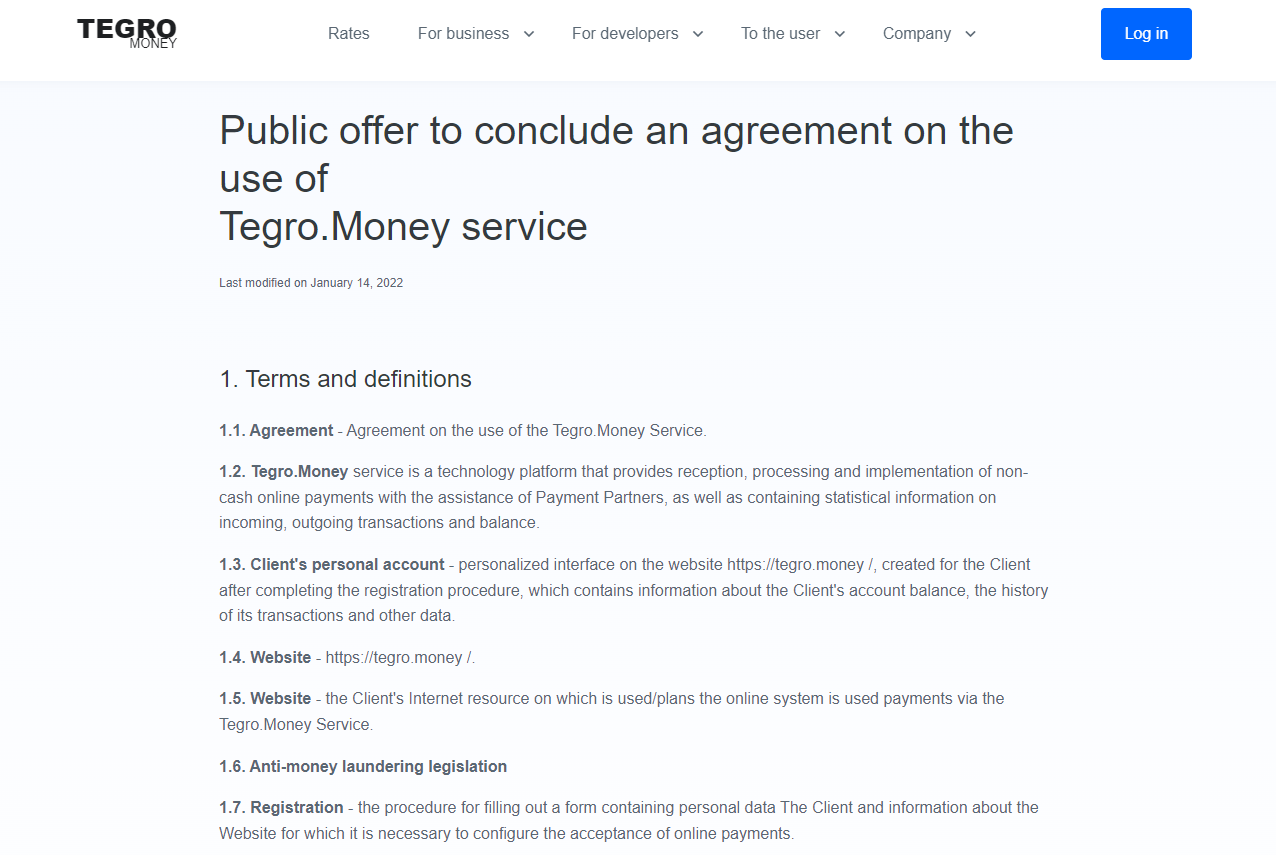 TEGRO
MONEY
Rates
For business
For developers
To the user
Company
Log in
Public offer to conclude an agreement on the
use of
Tegro.Money service
Last modified on January 14, 2022
1. Terms and definitions
1.1. Agreement - Agreement on the use of the Tegro.Money Service.
1.2. Tegro.Money service is a technology platform that provides reception, processing and implementation of non-
cash online payments with the assistance of Payment Partners, as well as containing statistical information on
incoming, outgoing transactions and balance.
1.3. Client's personal account - personalized interface on the website https://tegro.money /, created for the Client
after completing the registration procedure, which contains information about the Client's account balance, the history
of its transactions and other data.
1.4. Website - https://tegro.money /.
1.5. Website - the Client's Internet resource on which is used/plans the online system is used payments via the
Tegro.Money Service.
1.6. Anti-money laundering legislation
1.7. Registration - the procedure for filling out a form containing personal data The Client and information about the
Website for which it is necessary to configure the acceptance of online payments.